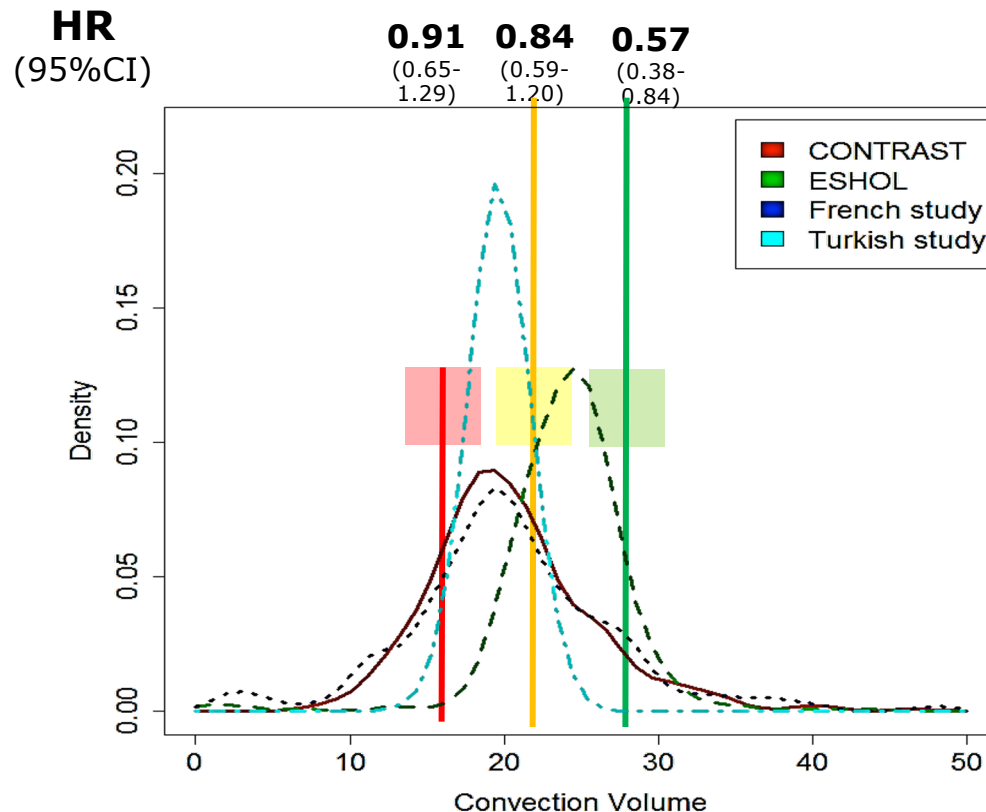 HR
(95%CI)
0.91
(0.65-
1.29)
0.84
(0.59-
1.20)
0.57
(0.38-
0.84)
CONTRAST
ESHOL
French study
Turkish study
Density
0.20
0.15
0.10
0.05
0.00
0 10 20 30 40 50
Convection Volume